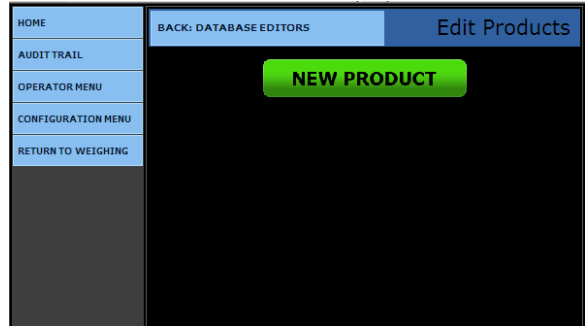 HOME
BACK: DATABASE EDITORS
Edit Products
AUDIT TRAIL
OPERATOR MENU
CONFIGURATION MENU
RETURN TO WEIGHING
NEW PRODUCT